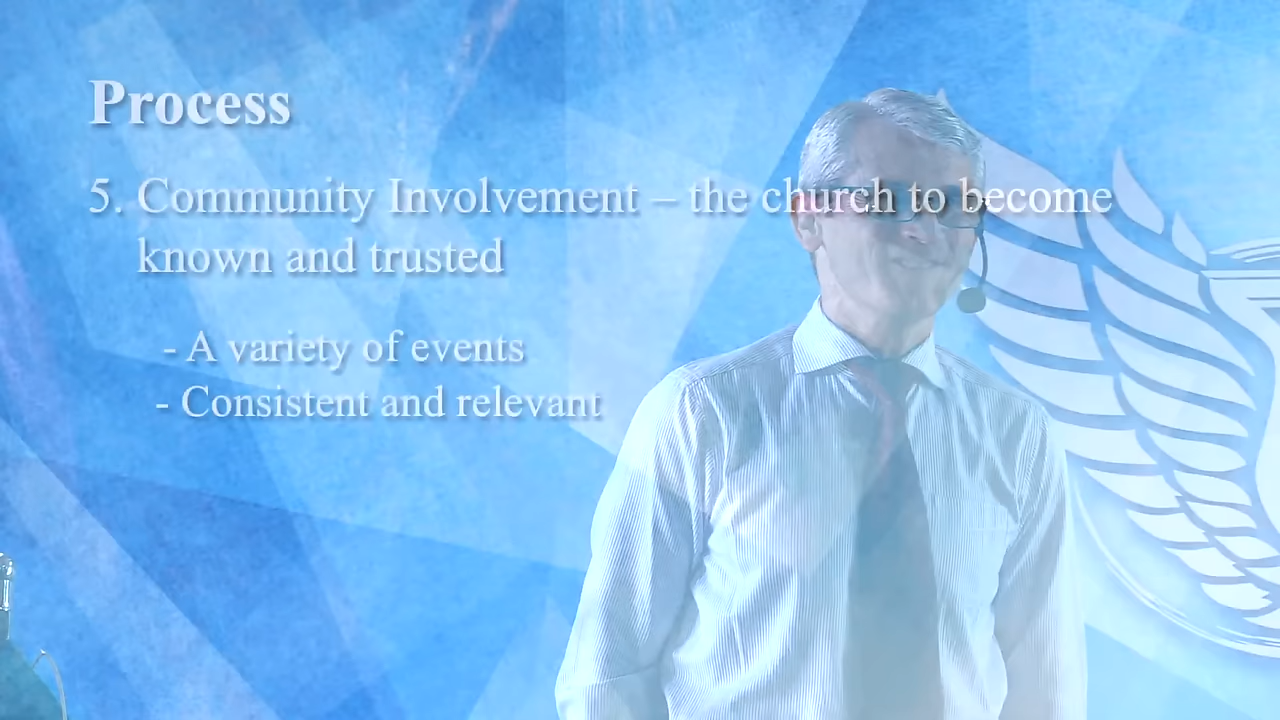 Process
5. Community Involvement – the church to become
known and trusted
- A variety of events
- Consistent and relevant